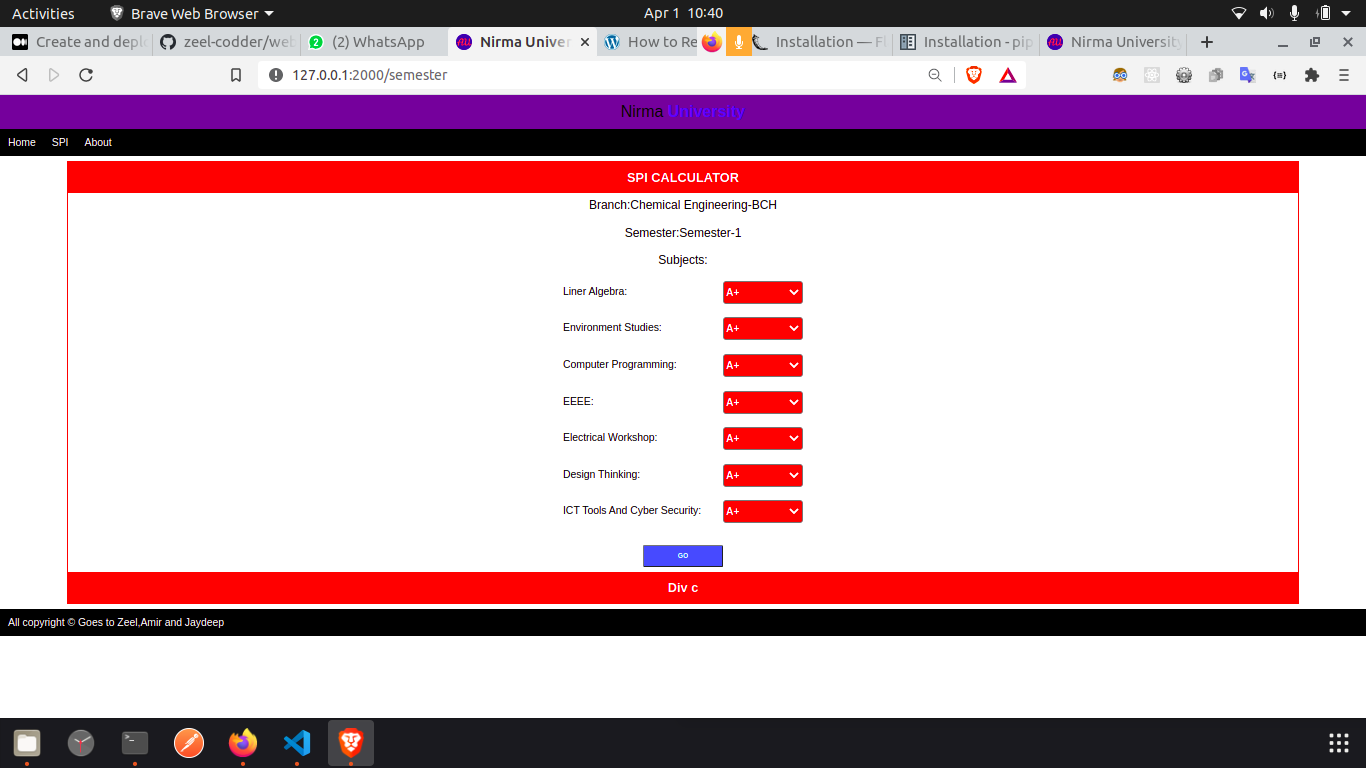 Activities Brave Web Browser Apr 1 10:40
Create and deplo zeel-codder/web (2) WhatsApp Nirma Univer How to Re Installation — Fl Installation - pip Nirma University
127.0.0.1:2000/semester
Nirma University
Home SPI About
SPI CALCULATOR
Branch:Chemical Engineering-BCH
Semester:Semester-1
Subjects:
Liner Algebra: A+
Environment Studies: A+
Computer Programming: A+
EEEE: A+
Electrical Workshop: A+
Design Thinking: A+
ICT Tools And Cyber Security: A+
GO
Div c
All copyright © Goes to Zeel,Amir and Jaydeep